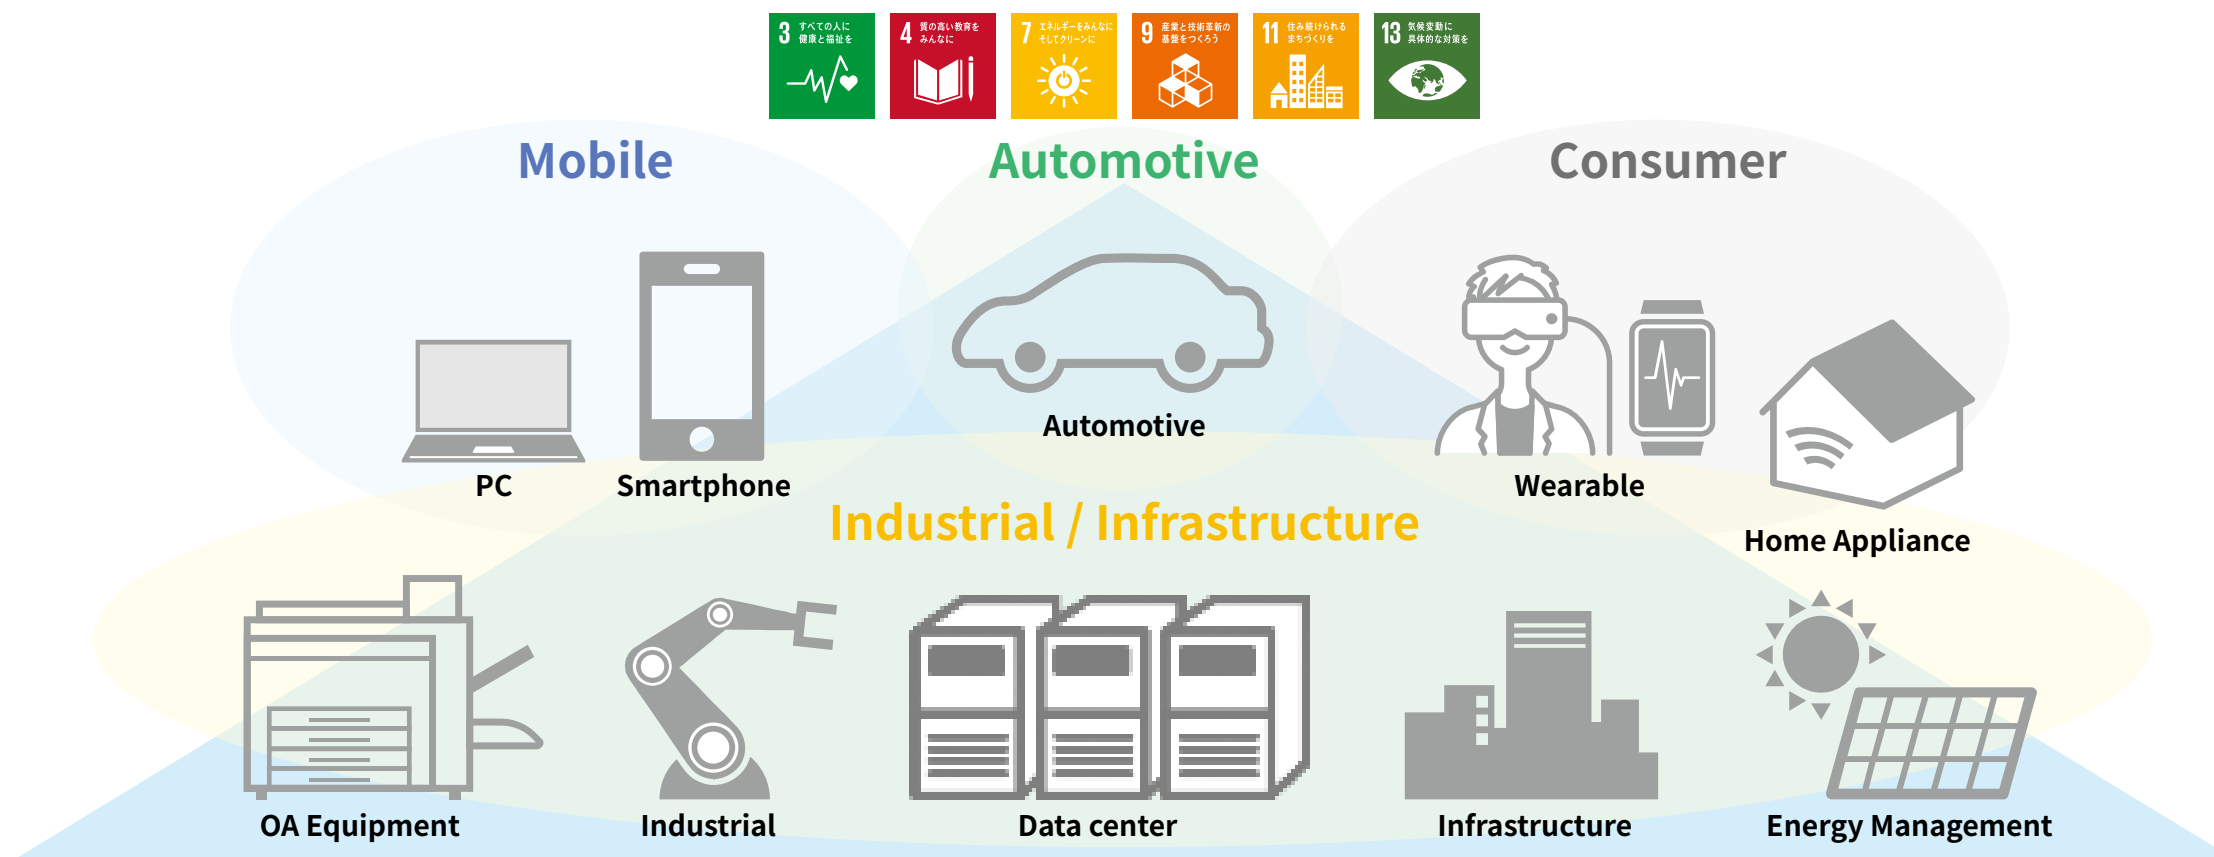 3 すべての人に
健康と福祉を
4 質の高い教育を
みんなに
7 エネルギーをみんなに
そしてクリーンに
9 産業と技術革新の
基盤をつくろう
11 住み続けられる
まちづくりを
13 気候変動に
具体的な対策を
Mobile
Automotive
Consumer
PC
Smartphone
Automotive
Wearable
Home Appliance
Industrial / Infrastructure
OA Equipment
Industrial
Data center
Infrastructure
Energy Management